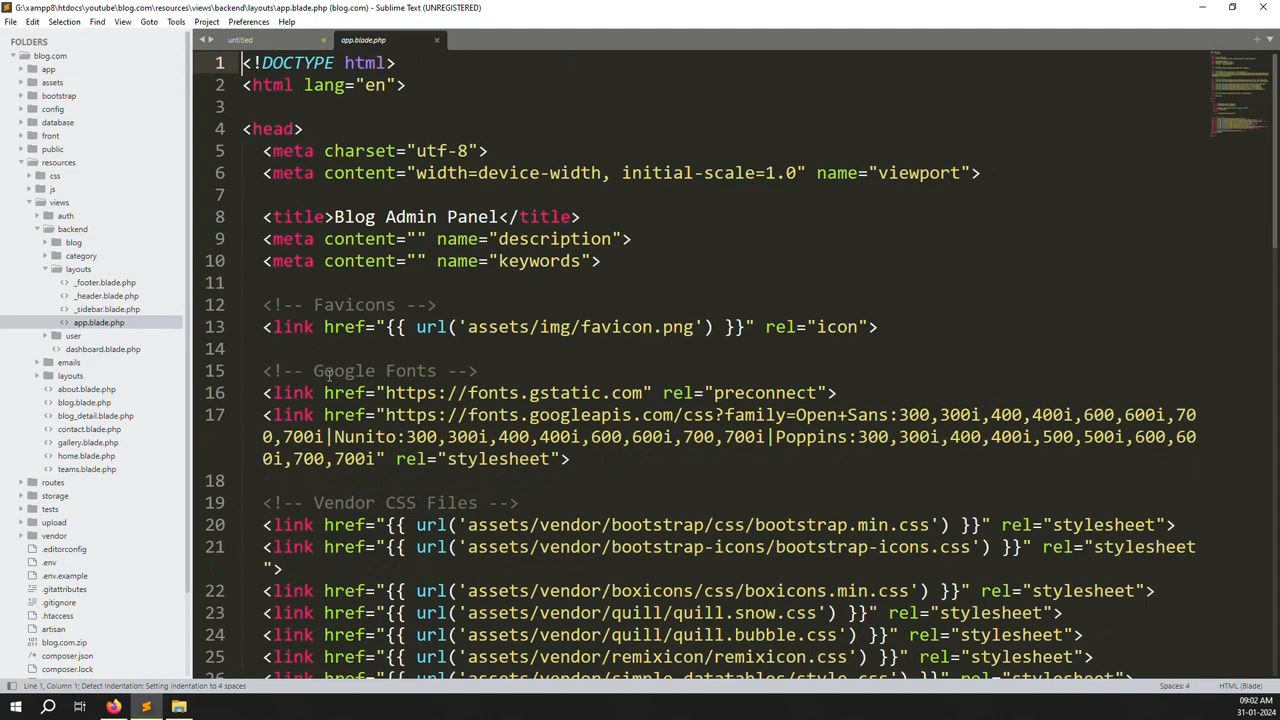 G:\xampp8\htdocs\youtube\blog.com\resources\views\backend\layouts\app.blade.php (blog.com) - Sublime Text (UNREGISTERED)
File Edit Selection Find View Goto Tools Project Preferences Help
FOLDERS
blog.com
app
assets
bootstrap
config
database
front
public
resources
css
js
views
auth
backend
blog
category
layouts
_footer.blade.php
_header.blade.php
_sidebar.blade.php
app.blade.php
user
dashboard.blade.php
emails
layouts
about.blade.php
blog.blade.php
blog_detail.blade.php
contact.blade.php
gallery.blade.php
home.blade.php
teams.blade.php
routes
storage
tests
upload
vendor
.editorconfig
.env
.env.example
.gitattributes
.gitignore
.htaccess
artisan
blog.com.zip
composer.json
composer.lock
untitled
app.blade.php
1 <!DOCTYPE html>
2 <html lang="en">
3
4 <head>
5 <meta charset="utf-8">
6 <meta content="width=device-width, initial-scale=1.0" name="viewport">
7
8 <title>Blog Admin Panel</title>
9 <meta content="" name="description">
10 <meta content="" name="keywords">
11
12 <!-- Favicons -->
13 <link href="{{ url('assets/img/favicon.png') }}" rel="icon">
14
15 <!-- Google Fonts -->
16 <link href="https://fonts.gstatic.com" rel="preconnect">
17 <link href="https://fonts.googleapis.com/css?family=Open+Sans:300,300i,400,400i,600,600i,70
0,700i|Nunito:300,300i,400,400i,600,600i,700,700i|Poppins:300,300i,400,400i,500,500i,600,60
0i,700,700i" rel="stylesheet">
18
19 <!-- Vendor CSS Files -->
20 <link href="{{ url('assets/vendor/bootstrap/css/bootstrap.min.css') }}" rel="stylesheet">
21 <link href="{{ url('assets/vendor/bootstrap-icons/bootstrap-icons.css') }}" rel="stylesheet
">
22 <link href="{{ url('assets/vendor/boxicons/css/boxicons.min.css') }}" rel="stylesheet">
23 <link href="{{ url('assets/vendor/quill/quill.snow.css') }}" rel="stylesheet">
24 <link href="{{ url('assets/vendor/quill/quill.bubble.css') }}" rel="stylesheet">
25 <link href="{{ url('assets/vendor/remixicon/remixicon.css') }}" rel="stylesheet">
26 <link href="{{ url('assets/vendor/simple-datatables/style.css') }}" rel="stylesheet">
Line 1, Column 1; Detect Indentation: Setting indentation to 4 spaces
Spaces: 4
HTML (Blade)
09:02 AM
31-01-2024